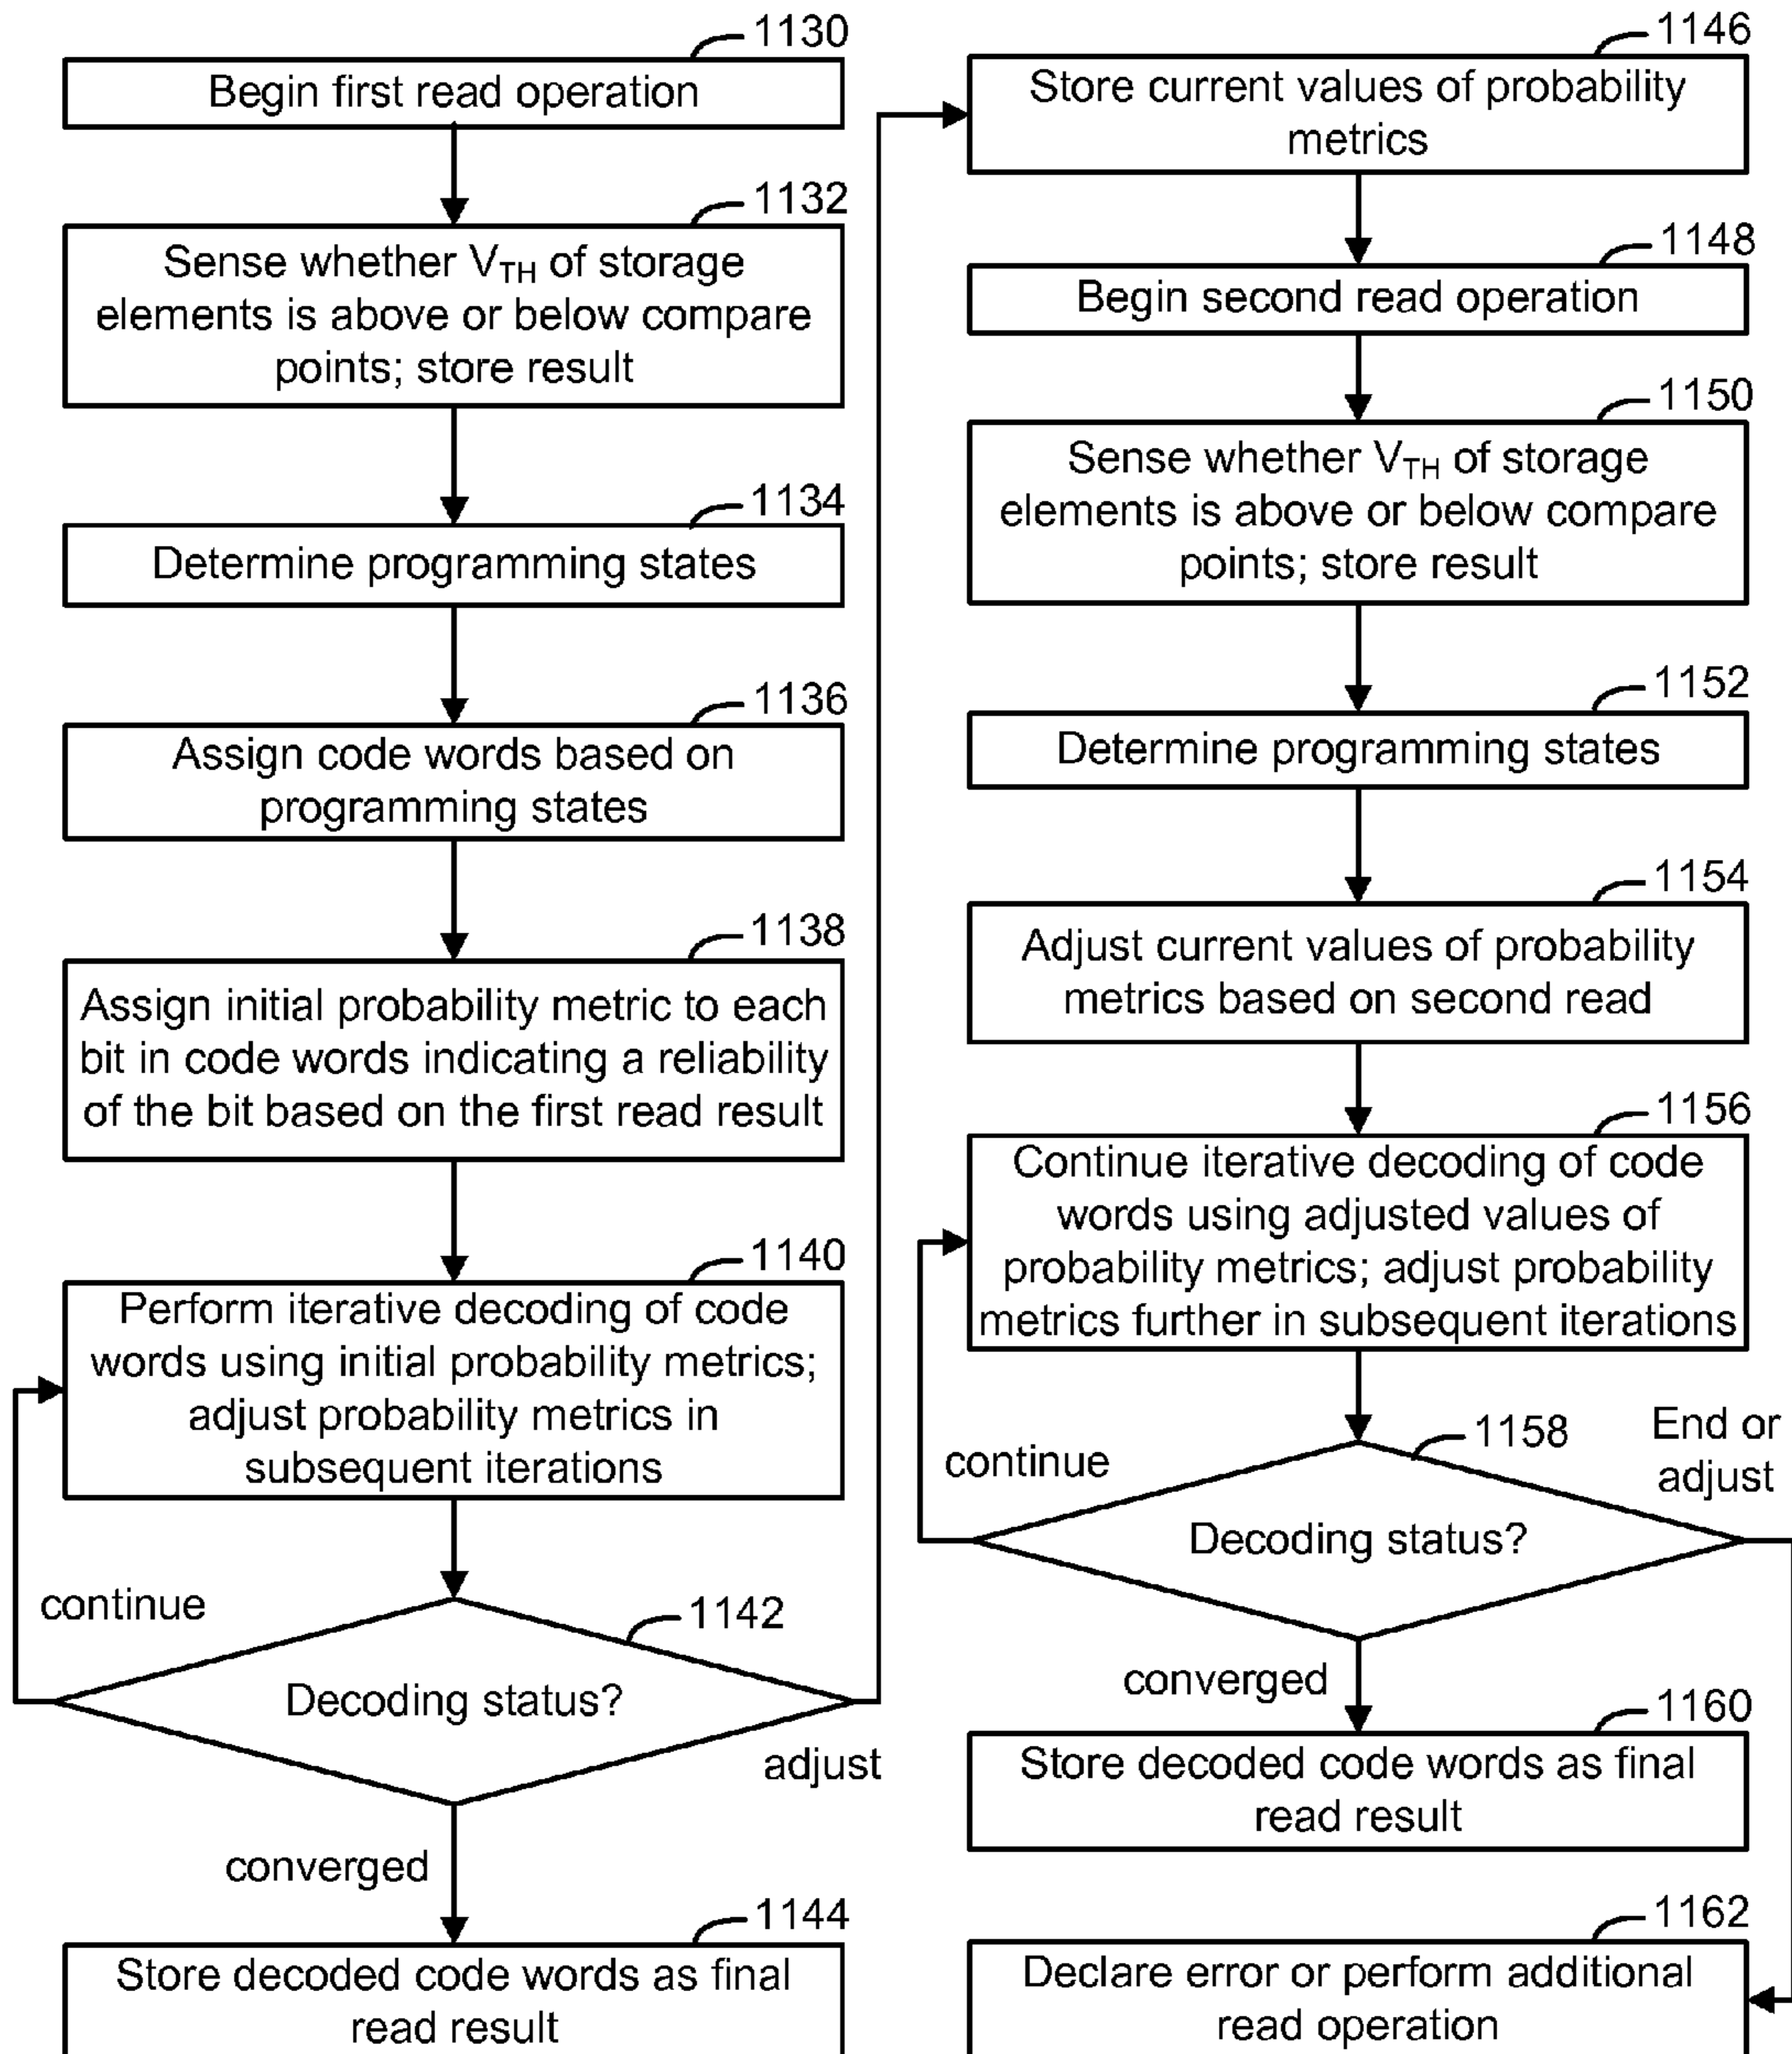 1130
Begin first read operation
1132
Sense whether VTH of storage
elements is above or below compare
points; store result
1134
Determine programming states
1136
Assign code words based on
programming states
1138
Assign initial probability metric to each
bit in code words indicating a reliability
of the bit based on the first read result
1140
Perform iterative decoding of code
words using initial probability metrics;
adjust probability metrics in
subsequent iterations
continue
1142
Decoding status?
adjust
converged
1144
Store decoded code words as final
read result
1146
Store current values of probability
metrics
1148
Begin second read operation
1150
Sense whether VTH of storage
elements is above or below compare
points; store result
1152
Determine programming states
1154
Adjust current values of probability
metrics based on second read
1156
Continue iterative decoding of code
words using adjusted values of
probability metrics; adjust probability
metrics further in subsequent iterations
continue
1158
End or
adjust
Decoding status?
converged
1160
Store decoded code words as final
read result
1162
Declare error or perform additional
read operation